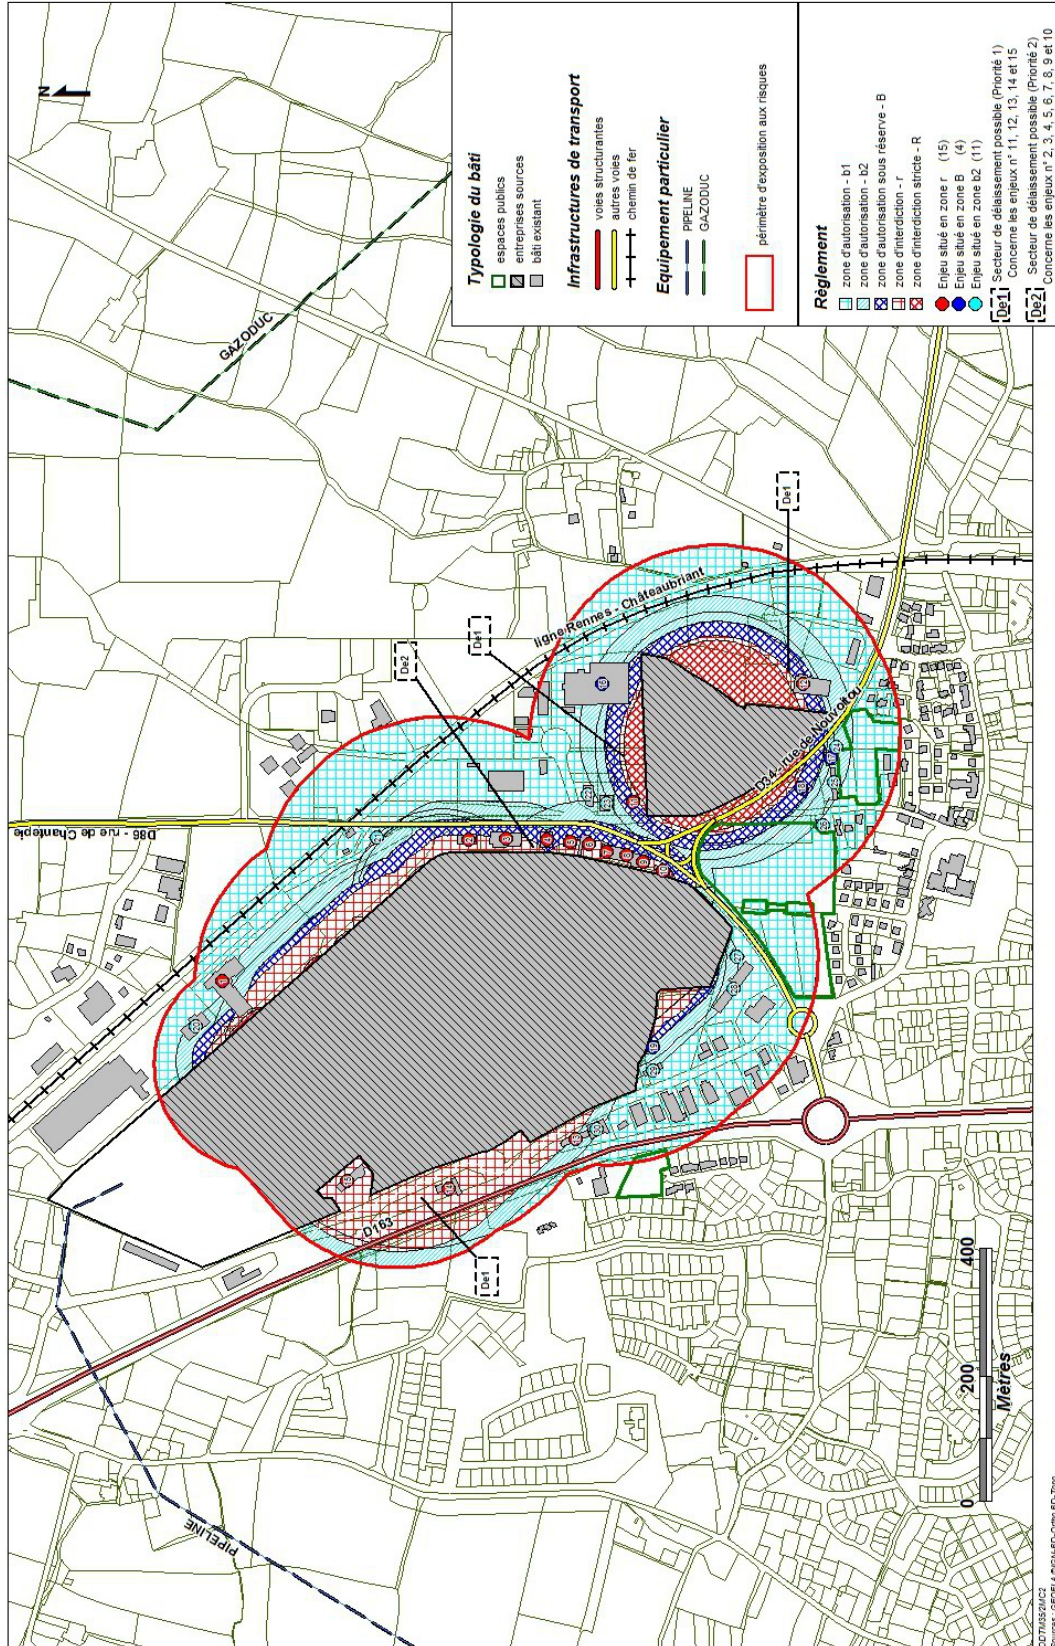 N
GAZODUC
PIPELINE
D86 - rue de Chantepie
ligne Rennes - Châteaubriant
D34 - rue de Nouvoitou
D163
De1
De2
De1
De1
0 200 400
Mètres
Typologie du bâti
espaces publics
entreprises sources
bâti existant
Infrastructures de transport
voies structurantes
autres voies
chemin de fer
Equipement particulier
PIPELINE
GAZODUC
périmètre d'exposition aux risques
Règlement
zone d'autorisation - b1
zone d'autorisation - b2
zone d'autorisation sous réserve - B
zone d'interdiction - r
zone d'interdiction stricte - R
Enjeu situé en zone r (15)
Enjeu situé en zone B (4)
Enjeu situé en zone b2 (11)
De1 Secteur de délaissement possible (Priorité 1)
Concerne les enjeux n° 11, 12, 13, 14 et 15
De2 Secteur de délaissement possible (Priorité 2)
Concerne les enjeux n° 2, 3, 4, 5, 6, 7, 8, 9 et 10